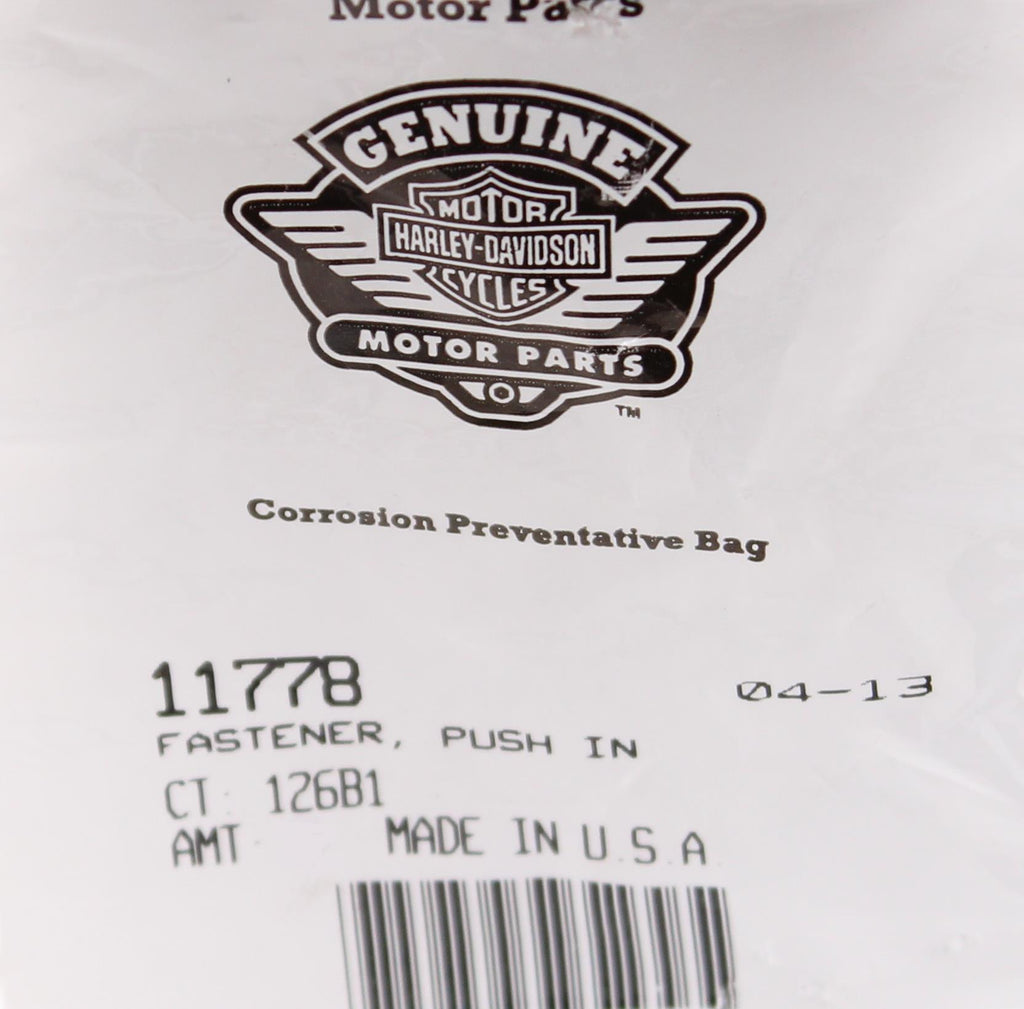 Motor Parts
GENUINE
MOTOR
HARLEY-DAVIDSON
CYCLES
MOTOR PARTS
TM
Corrosion Preventative Bag
11778 04-13
FASTENER, PUSH IN
CT: 126B1
AMT MADE IN U.S.A